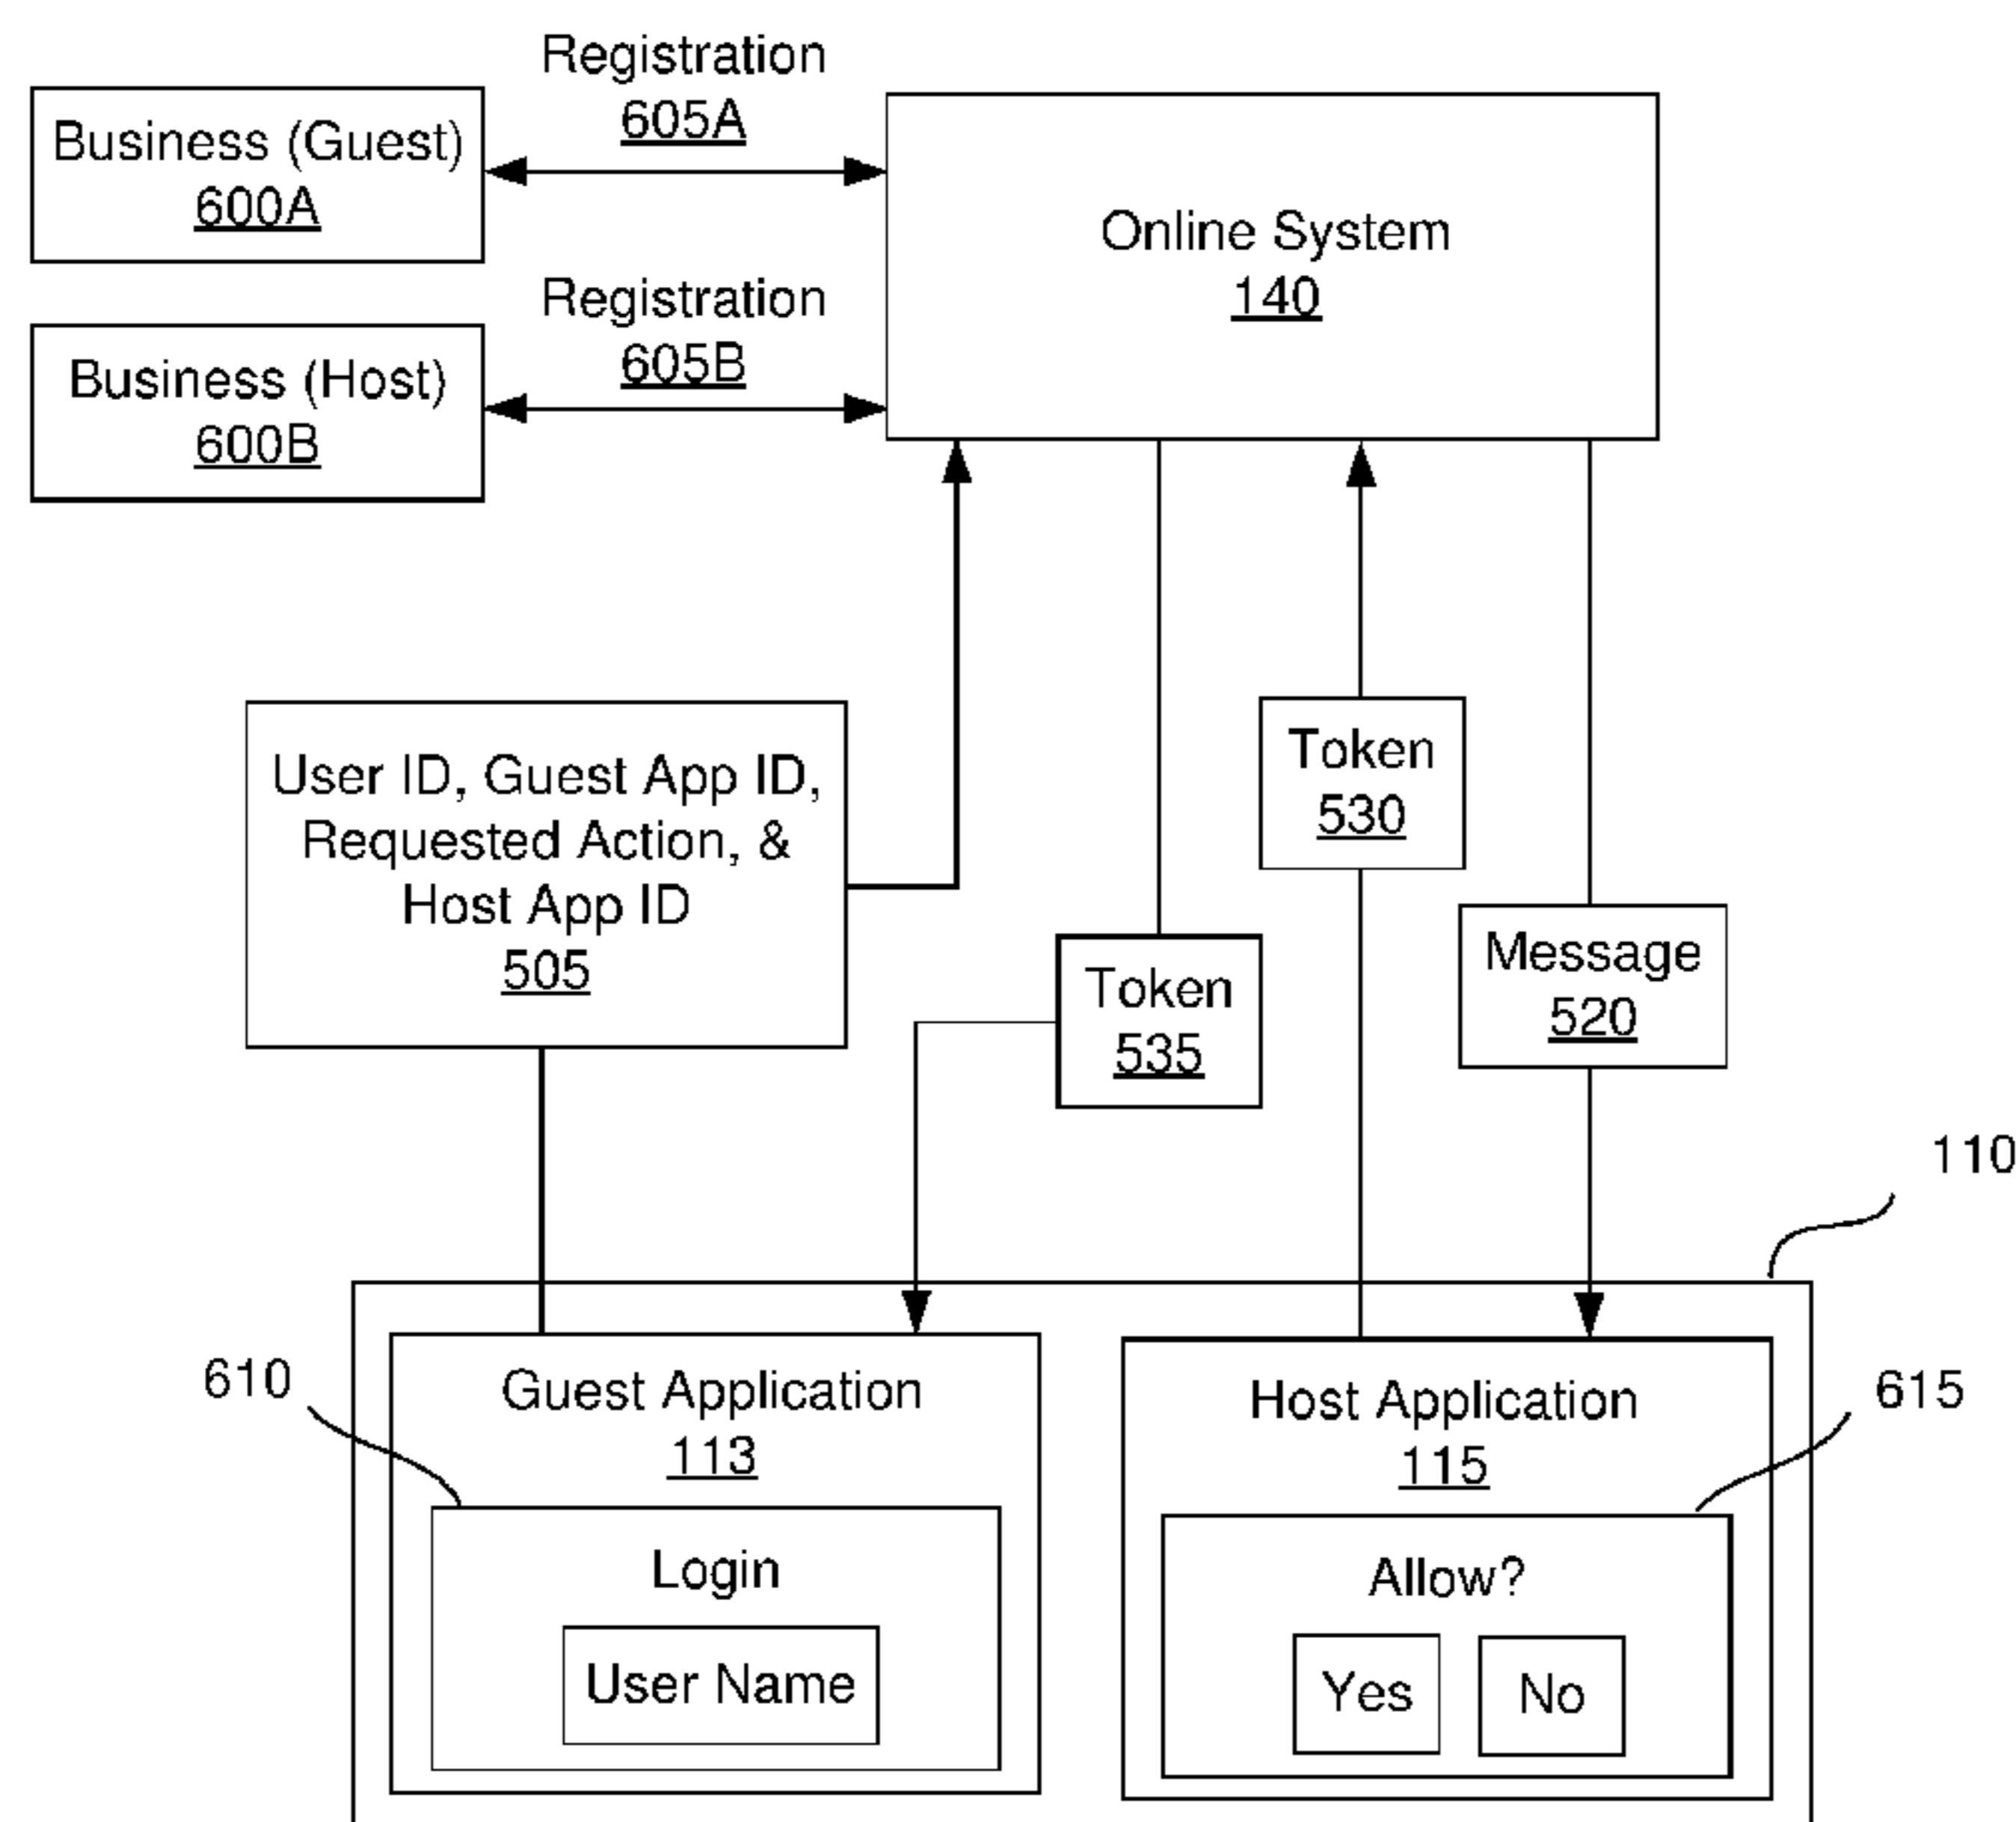 Registration
605A
Business (Guest)
600A
Online System
140
Registration
605B
Business (Host)
600B
User ID, Guest App ID,
Requested Action, &
Host App ID
505
Token
530
Message
520
Token
535
110
Guest Application
113
610
Login
User Name
Host Application
115
615
Allow?
Yes
No